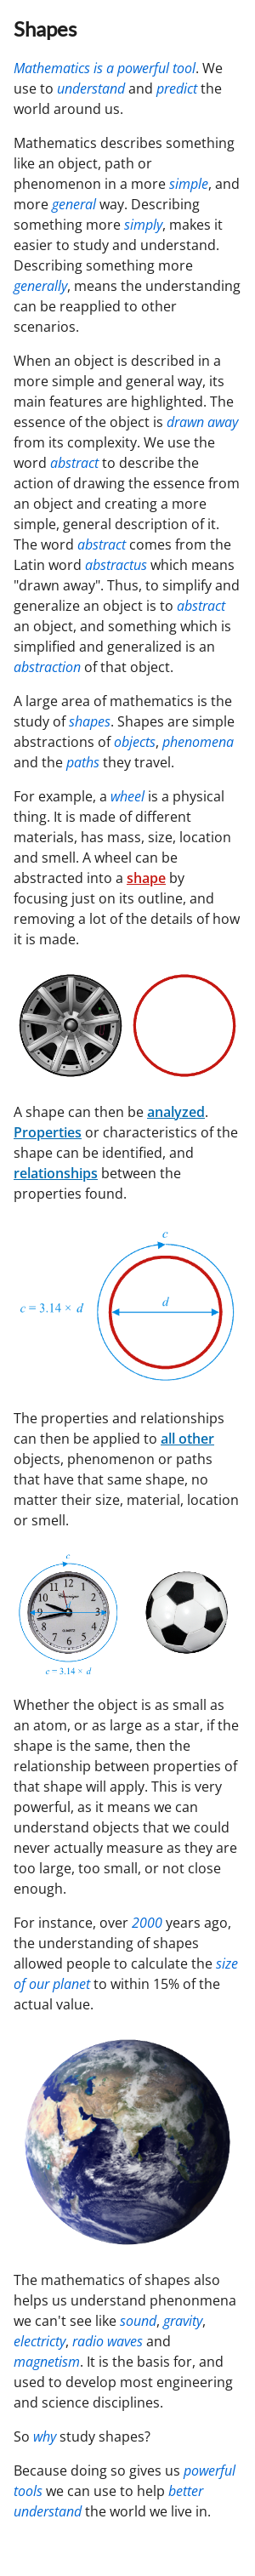 Shapes
Mathematics is a powerful tool. We
use to understand and predict the
world around us.
Mathematics describes something
like an object, path or
phenomenon in a more simple, and
more general way. Describing
something more simply, makes it
easier to study and understand.
Describing something more
generally, means the understanding
can be reapplied to other
scenarios.
When an object is described in a
more simple and general way, its
main features are highlighted. The
essence of the object is drawn away
from its complexity. We use the
word abstract to describe the
action of drawing the essence from
an object and creating a more
simple, general description of it.
The word abstract comes from the
Latin word abstractus which means
"drawn away". Thus, to simplify and
generalize an object is to abstract
an object, and something which is
simplified and generalized is an
abstraction of that object.
A large area of mathematics is the
study of shapes. Shapes are simple
abstractions of objects, phenomena
and the paths they travel.
For example, a wheel is a physical
thing. It is made of different
materials, has mass, size, location
and smell. A wheel can be
abstracted into a shape by
focusing just on its outline, and
removing a lot of the details of how
it is made.
A shape can then be analyzed.
Properties or characteristics of the
shape can be identified, and
relationships between the
properties found.
c
d
c = 3.14 × d
The properties and relationships
can then be applied to all other
objects, phenomenon or paths
that have that same shape, no
matter their size, material, location
or smell.
c
12
11 1
10 2
d
9 3
8 4
7 5
6
QUARTZ
c = 3.14 × d
Whether the object is as small as
an atom, or as large as a star, if the
shape is the same, then the
relationship between properties of
that shape will apply. This is very
powerful, as it means we can
understand objects that we could
never actually measure as they are
too large, too small, or not close
enough.
For instance, over 2000 years ago,
the understanding of shapes
allowed people to calculate the size
of our planet to within 15% of the
actual value.
The mathematics of shapes also
helps us understand phenonmena
we can't see like sound, gravity,
electricty, radio waves and
magnetism. It is the basis for, and
used to develop most engineering
and science disciplines.
So why study shapes?
Because doing so gives us powerful
tools we can use to help better
understand the world we live in.